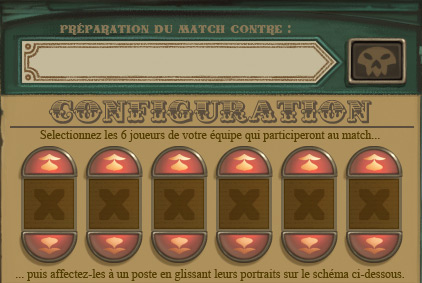 PRÉPARATION DU MATCH CONTRE :
CONFIGURATION
Selectionnez les 6 joueurs de votre équipe qui participeront au match...
... puis affectez-les à un poste en glissant leurs portraits sur le schéma ci-dessous.